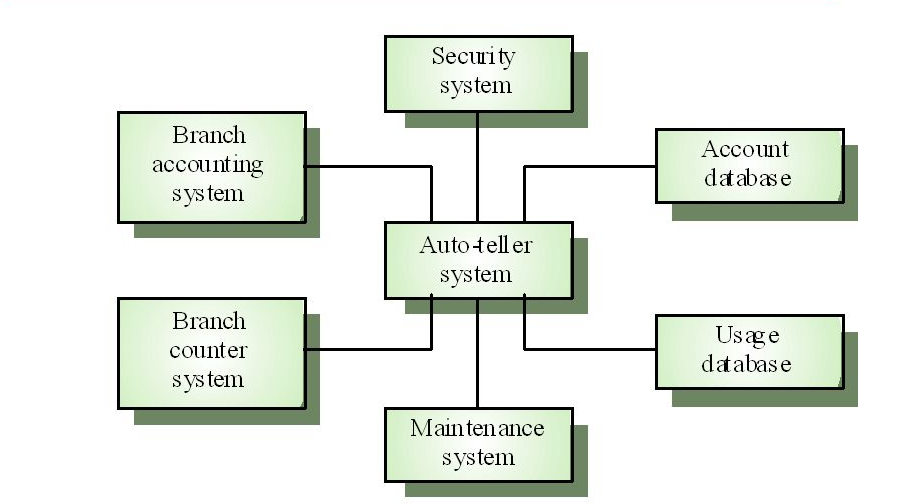 Security
system
Branch
accounting
system
Account
database
Auto-teller
system
Branch
counter
system
Usage
database
Maintenance
system